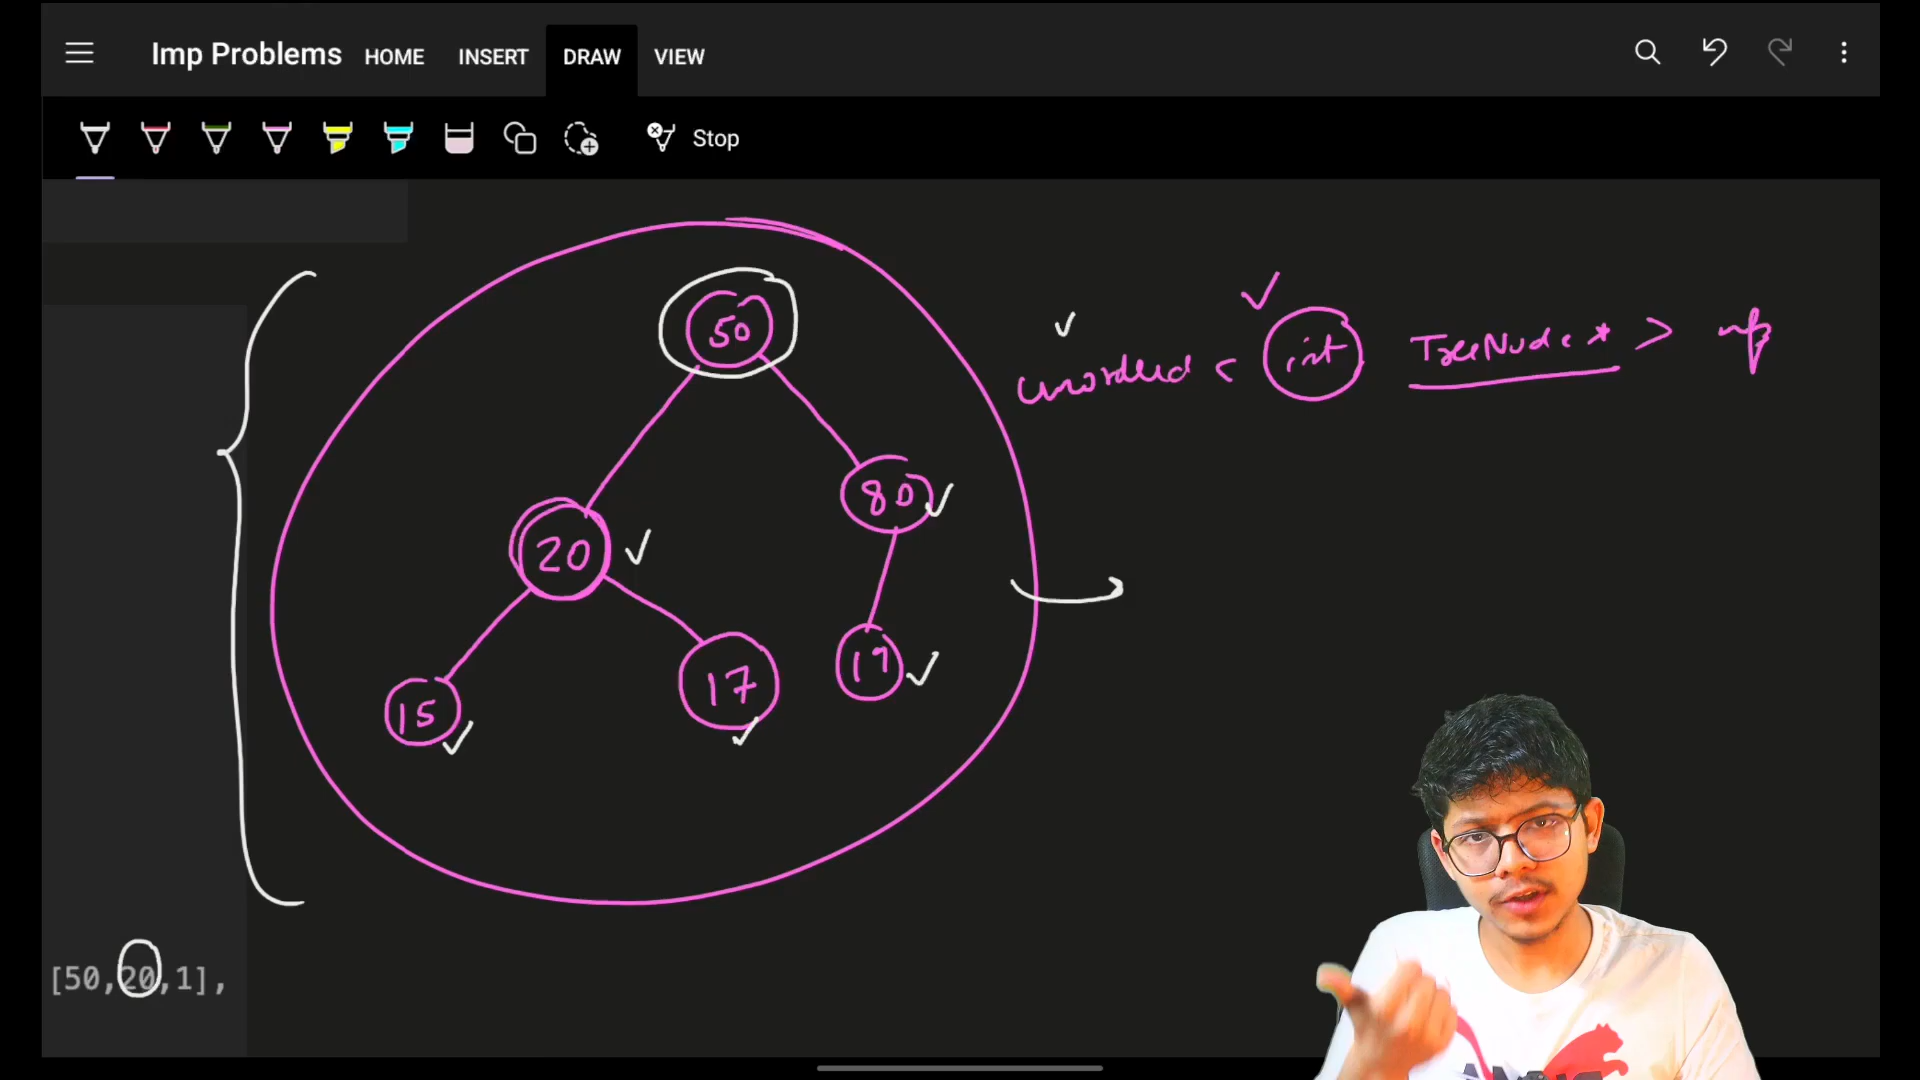 Imp Problems HOME INSERT DRAW VIEW
Stop
50
unordered < int TreeNode* > mp
80
20
19
17
15
[50,20,1],